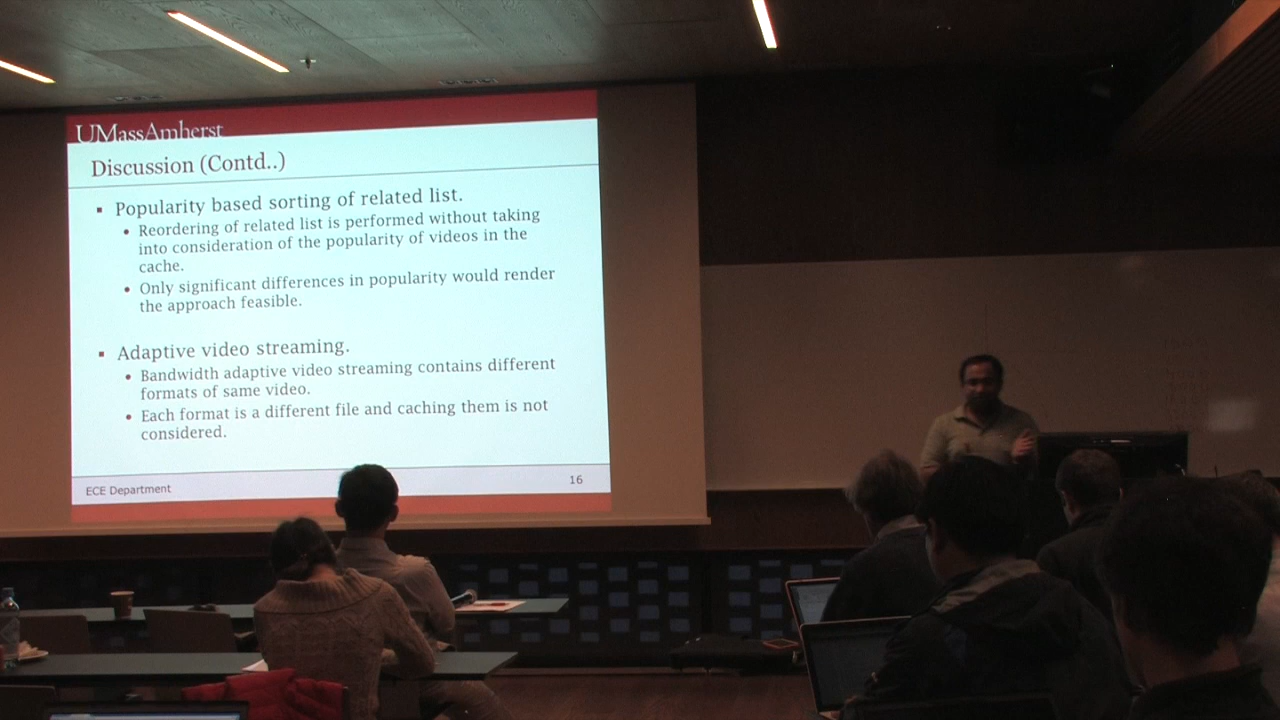 UMassAmherst
Discussion (Contd..)
Popularity based sorting of related list.
Reordering of related list is performed without taking
into consideration of the popularity of videos in the
cache.
Only significant differences in popularity would render
the approach feasible.
Adaptive video streaming.
Bandwidth adaptive video streaming contains different
formats of same video.
Each format is a different file and caching them is not
considered.
ECE Department
16